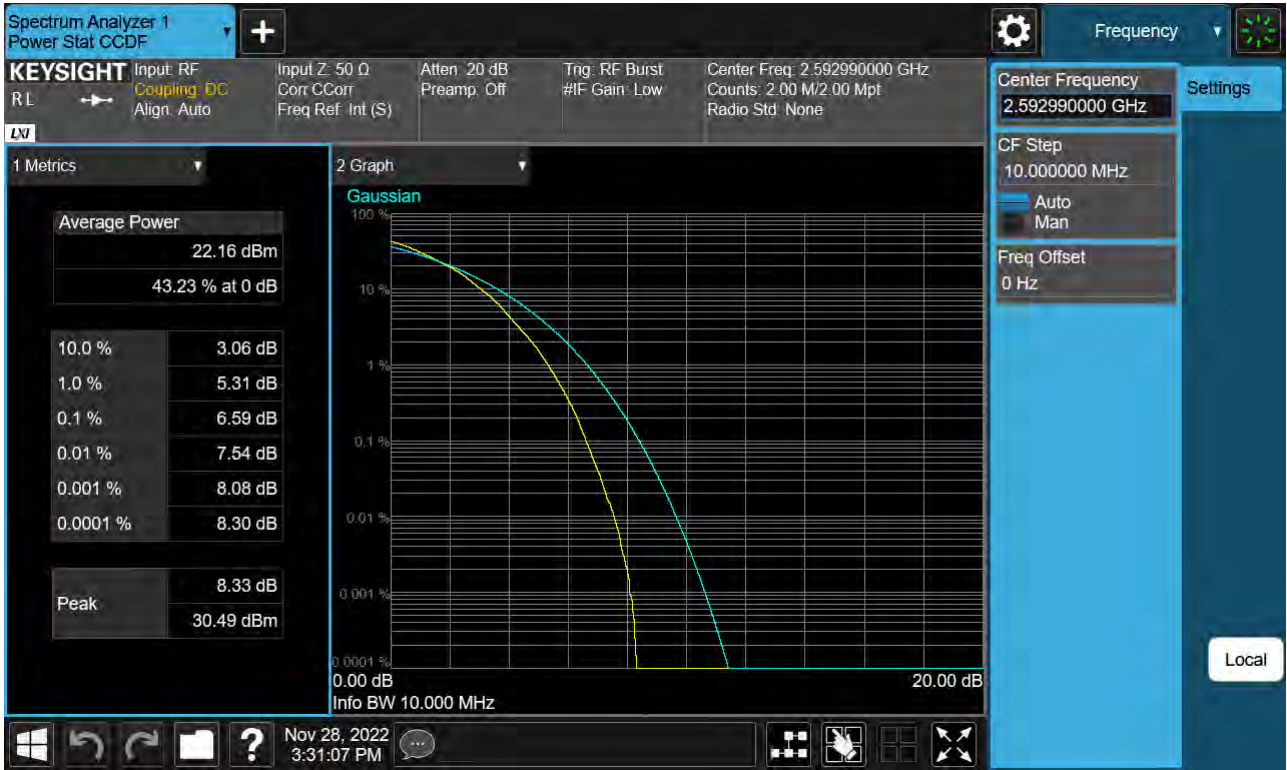 Spectrum Analyzer 1
Power Stat CCDF
Frequency
KEYSIGHT
R L
LXI
Input: RF
Coupling: DC
Align: Auto
Input Z: 50 Ω
Corr CCorr
Freq Ref: Int (S)
Atten: 20 dB
Preamp: Off
Trig: RF Burst
#IF Gain: Low
Center Freq: 2.592990000 GHz
Counts: 2.00 M/2.00 Mpt
Radio Std: None
Center Frequency
2.592990000 GHz
Settings
CF Step
10.000000 MHz
Auto
Man
Freq Offset
0 Hz
Local
1 Metrics
Average Power
22.16 dBm
43.23 % at 0 dB
10.0 % 3.06 dB
1.0 % 5.31 dB
0.1 % 6.59 dB
0.01 % 7.54 dB
0.001 % 8.08 dB
0.0001 % 8.30 dB
Peak
8.33 dB
30.49 dBm
2 Graph
Gaussian
100 %
10 %
1 %
0.1 %
0.01 %
0.001 %
0.0001 %
0.00 dB 20.00 dB
Info BW 10.000 MHz
?
Nov 28, 2022
3:31:07 PM